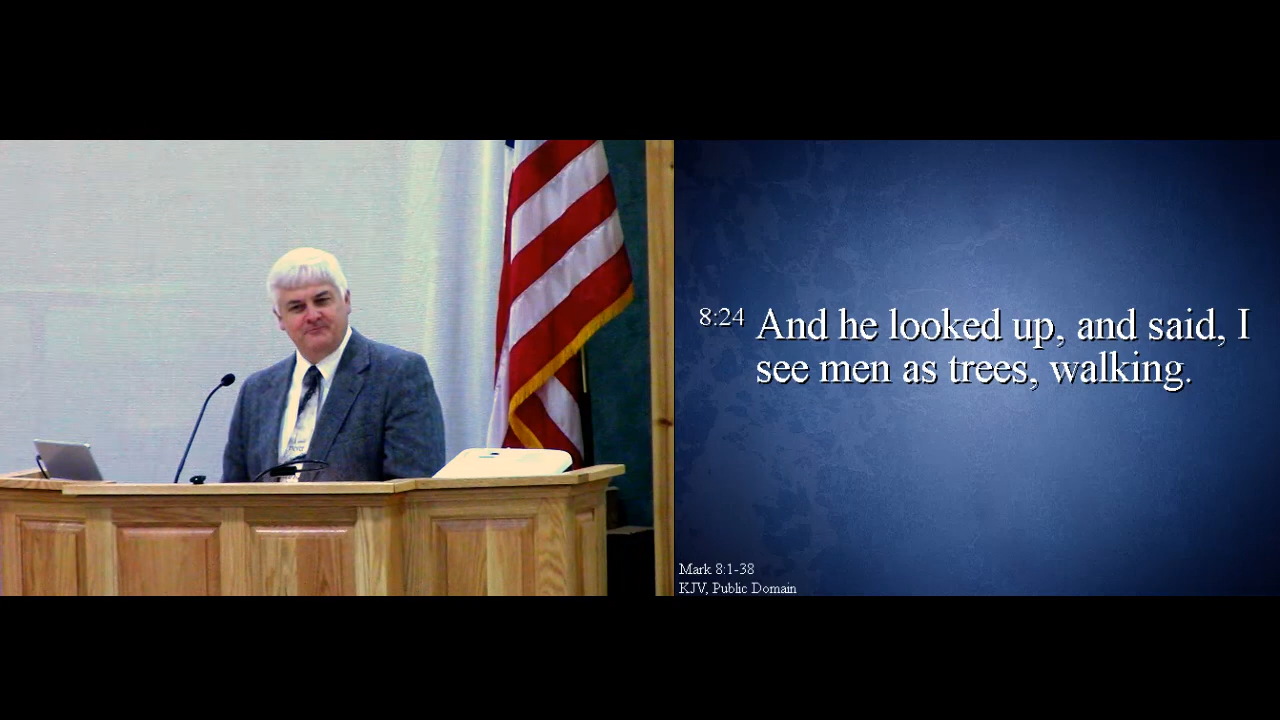 8:24 And he looked up, and said, I
see men as trees, walking.
Mark 8:1-38
KJV, Public Domain